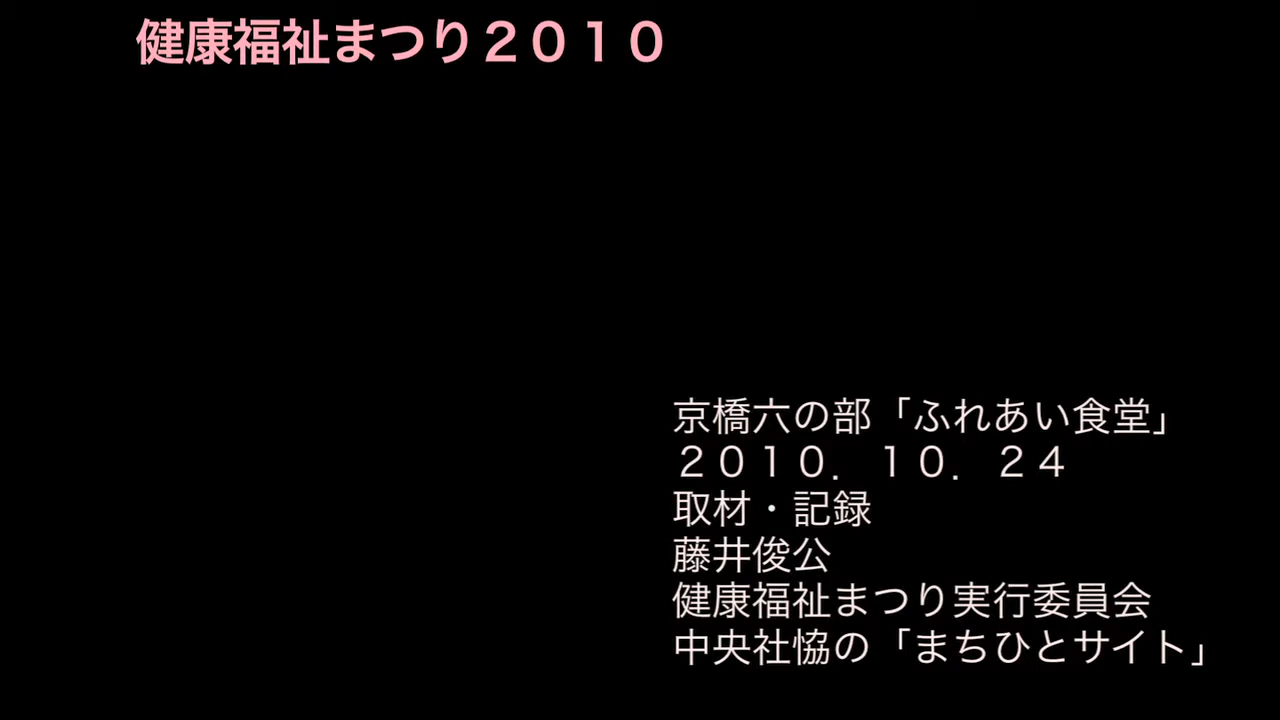 健康福祉まつり２０１０
京橋六の部「ふれあい食堂」
２０１０．１０．２４
取材・記録
藤井俊公
健康福祉まつり実行委員会
中央社恊の「まちひとサイト」